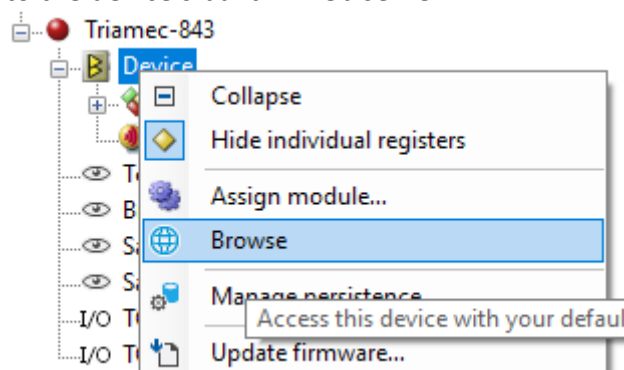 Triamec-843
Device
Collapse
Hide individual registers
Assign module...
Browse
Manage persistence
Access this device with your defaul
I/O T
I/O T
Update firmware...